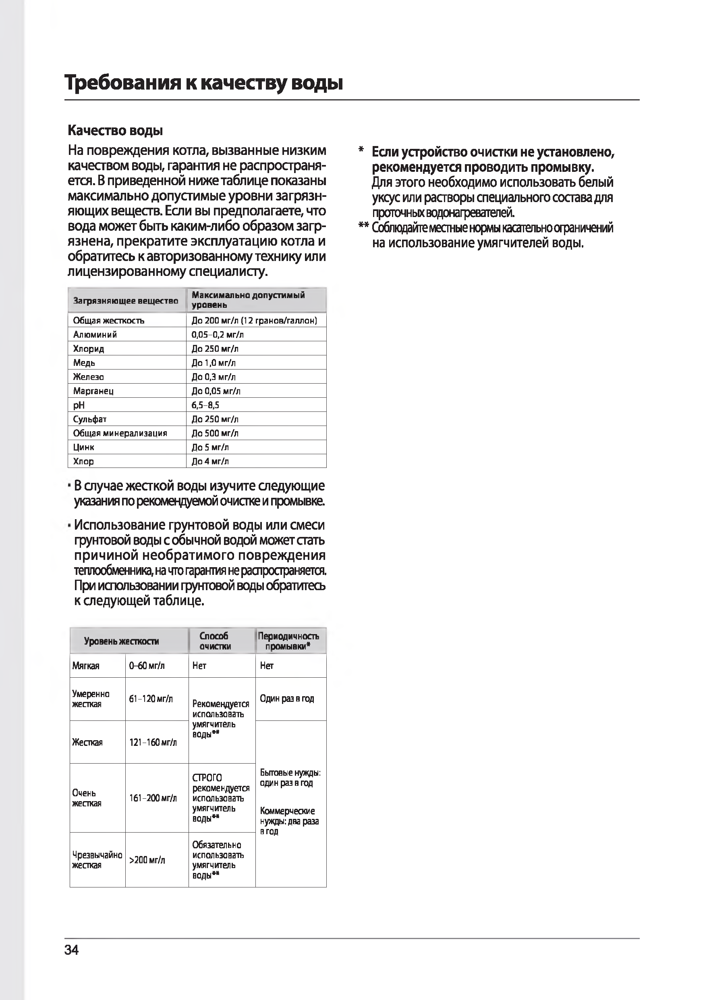 Требования к качеству воды
Качество воды
На повреждения котла, вызванные низким
качеством воды, гарантия не распространя-
ется. В приведенной ниже таблице показаны
максимально допустимые уровни загрязн-
яющих веществ. Если вы предполагаете, что
вода может быть каким-либо образом загр-
язнена, прекратите эксплуатацию котла и
обратитесь к авторизованному технику или
лицензированному специалисту.
Загрязняющее вещество Максимально допустимый
уровень
Общая жесткость До 200 мг/л (12 гранов/галлон)
Алюминий 0,05–0,2 мг/л
Хлорид До 250 мг/л
Медь До 1,0 мг/л
Железо До 0,3 мг/л
Марганец До 0,05 мг/л
pH 6,5–8,5
Сульфат До 250 мг/л
Общая минерализация До 500 мг/л
Цинк До 5 мг/л
Хлор До 4 мг/л
· В случае жесткой воды изучите следующие
указания по рекомендуемой очистке и промывке.
· Использование грунтовой воды или смеси
грунтовой воды с обычной водой может стать
причиной необратимого повреждения
теплообменника, на что гарантия не распространяется.
При использовании грунтовой воды обратитесь
к следующей таблице.
Уровень жесткости
Способ
очистки
Периодичность
промывки*
Мягкая 0–60 мг/л Нет Нет
Умеренно
жесткая
61–120 мг/л
Рекомендуется
использовать
умягчитель
воды**
Один раз в год
Жесткая 121–160 мг/л
Очень
жесткая
161–200 мг/л
СТРОГО
рекомендуется
использовать
умягчитель
воды**
Бытовые нужды:
один раз в год
Коммерческие
нужды: два раза
в год
Чрезвычайно
жесткая
>200 мг/л
Обязательно
использовать
умягчитель
воды**
* Если устройство очистки не установлено,
рекомендуется проводить промывку.
Для этого необходимо использовать белый
уксус или растворы специального состава для
проточных водонагревателей.
** Соблюдайте местные нормы касательно ограничений
на использование умягчителей воды.
34